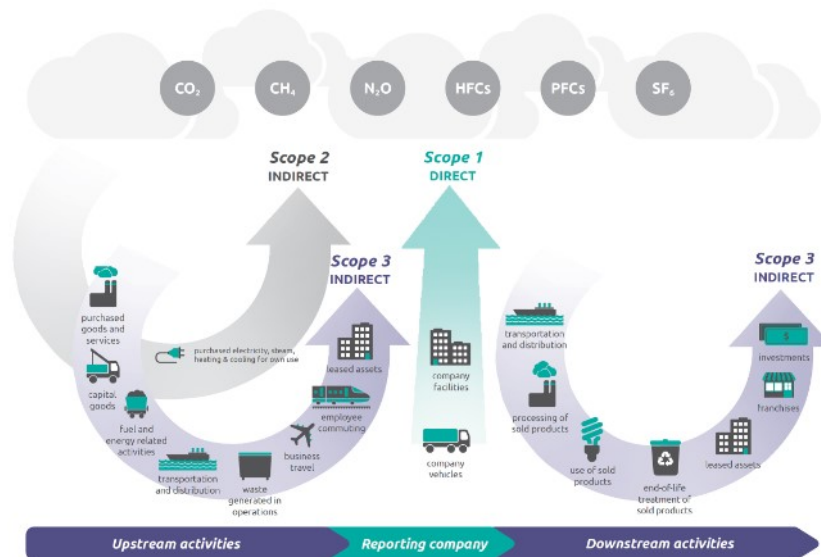 CO₂
CH₄
N₂O
HFCs
PFCs
SF₆
Scope 2
INDIRECT
Scope 1
DIRECT
Scope 3
INDIRECT
Scope 3
INDIRECT
purchased
goods and
services
capital
goods
fuel and
energy related
activities
transportation
and distribution
waste
generated in
operations
business
travel
employee
commuting
leased assets
purchased electricity, steam,
heating & cooling for own use
company
facilities
company
vehicles
transportation
and distribution
processing of
sold products
use of sold
products
end-of-life
treatment of
sold products
leased assets
franchises
investments
$
Upstream activities
Reporting company
Downstream activities